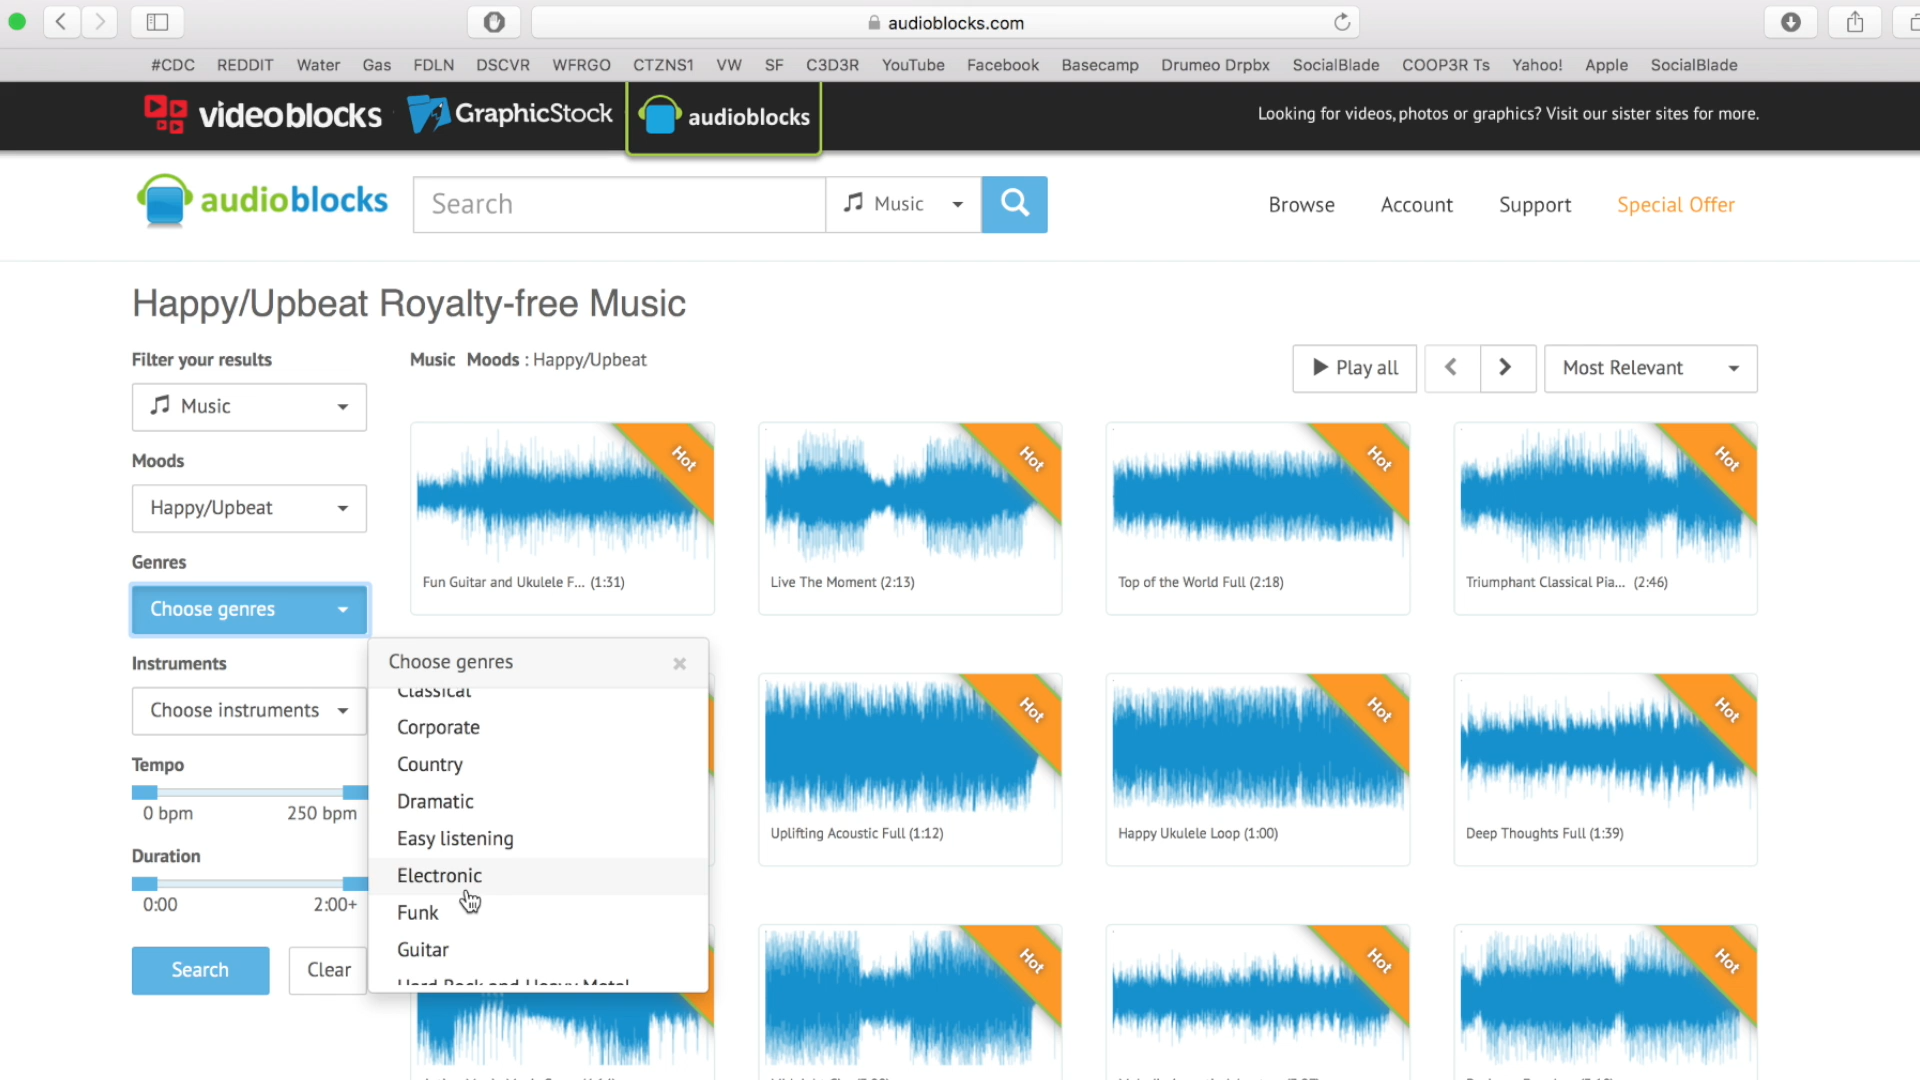 audioblocks.com
#CDC REDDIT Water Gas FDLN DSCVR WFRGO CTZNS1 VW SF C3D3R YouTube Facebook Basecamp Drumeo Drpbx SocialBlade COOP3R Ts Yahoo! Apple SocialBlade
videoblocks GraphicStock audioblocks Looking for videos, photos or graphics? Visit our sister sites for more.
audioblocks Search Music Browse Account Support Special Offer
Happy/Upbeat Royalty-free Music
Filter your results
Music
Moods
Happy/Upbeat
Genres
Choose genres
Instruments
Choose instruments
Tempo
0 bpm 250 bpm
Duration
0:00 2:00+
Search Clear
Choose genres
Classical
Corporate
Country
Dramatic
Easy listening
Electronic
Funk
Guitar
Hard Rock and Heavy Metal
Music Moods : Happy/Upbeat
Play all Most Relevant
Hot Hot Hot Hot
Fun Guitar and Ukulele F... (1:31) Live The Moment (2:13) Top of the World Full (2:18) Triumphant Classical Pia... (2:46)
Hot Hot Hot
Uplifting Acoustic Full (1:12) Happy Ukulele Loop (1:00) Deep Thoughts Full (1:39)
Hot Hot Hot